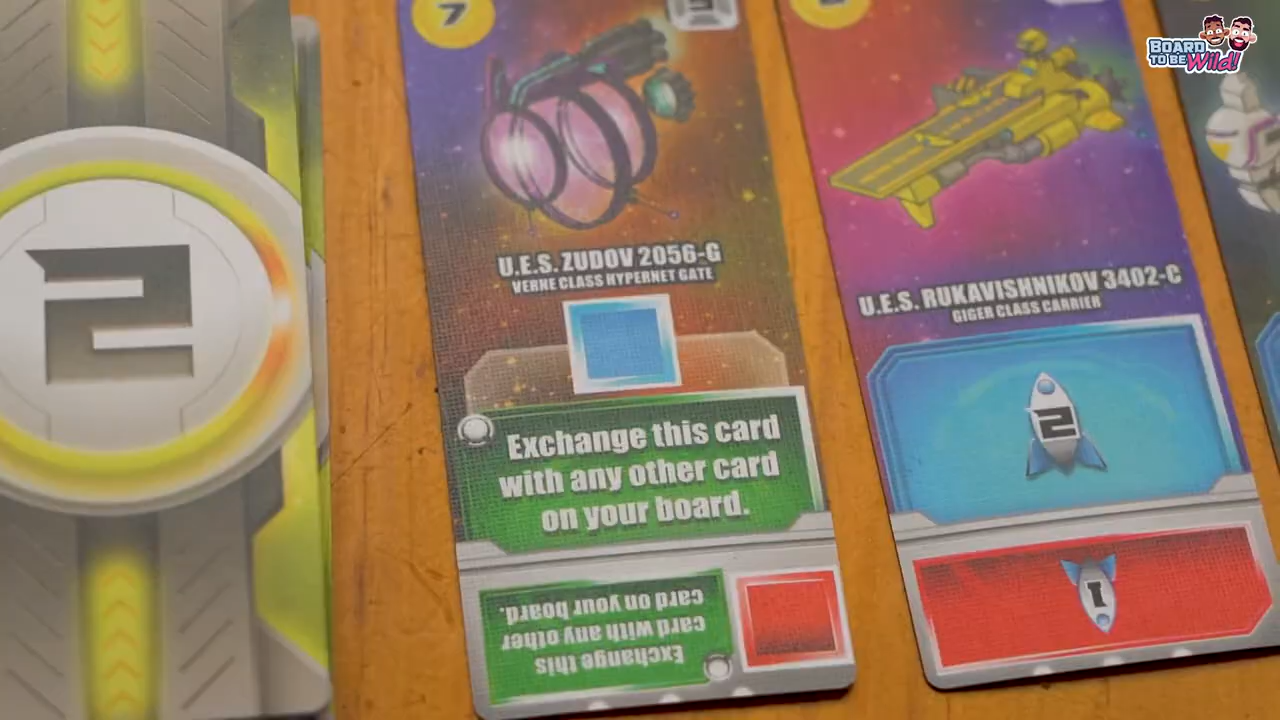 7
BOARD
TO BE Wild!
2
U.E.S. ZUDOV 2056-G
VERNE CLASS HYPERNET GATE
Exchange this card
with any other card
on your board.
Exchange this
card with any other
card on your board.
U.E.S. RUKAVISHNIKOV 3402-C
GIGER CLASS CARRIER
2
1